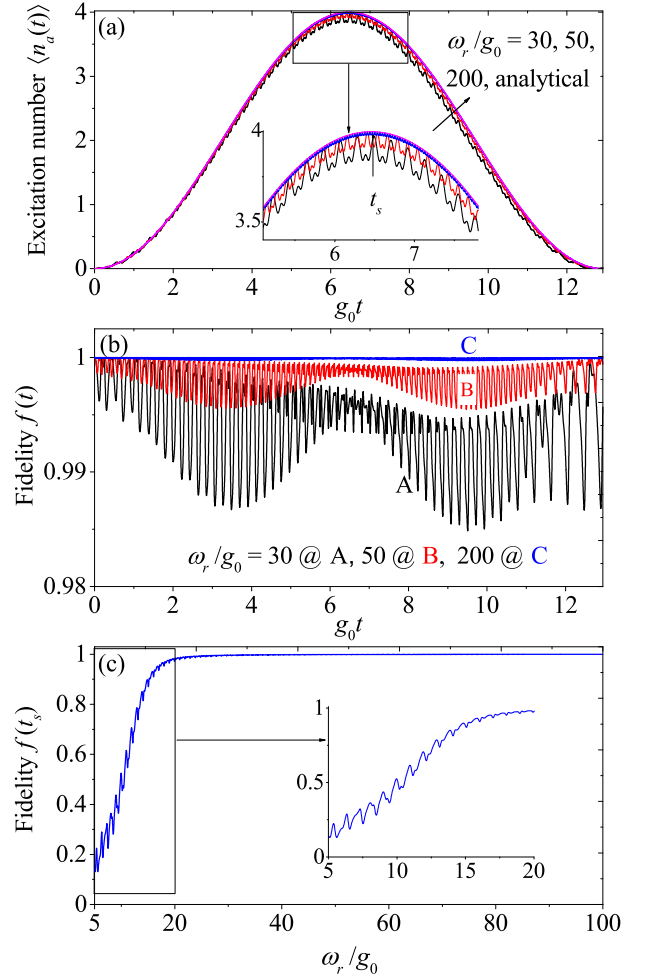 (a)
Excitation number ⟨n_a(t)⟩
4
3
2
1
0
ω_r/g_0 = 30, 50,
200, analytical
4
3.5
t_s
6 7
0 2 4 6 8 10 12
g_0t
(b)
C
B
A
Fidelity f(t)
1
0.99
0.98
ω_r/g_0 = 30 @ A, 50 @ B, 200 @ C
0 2 4 6 8 10 12
g_0t
(c)
Fidelity f(t_s)
1
0.8
0.6
0.4
0.2
0
1
0.5
0
5 10 15 20
5 20 40 60 80 100
ω_r/g_0